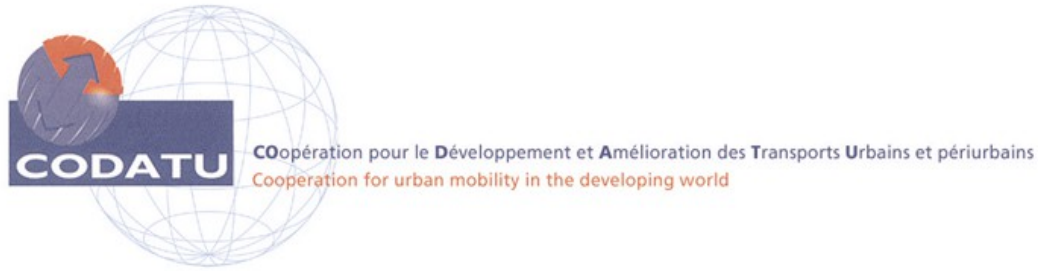 CODATU
COopération pour le Développement et Amélioration des Transports Urbains et périurbains
Cooperation for urban mobility in the developing world